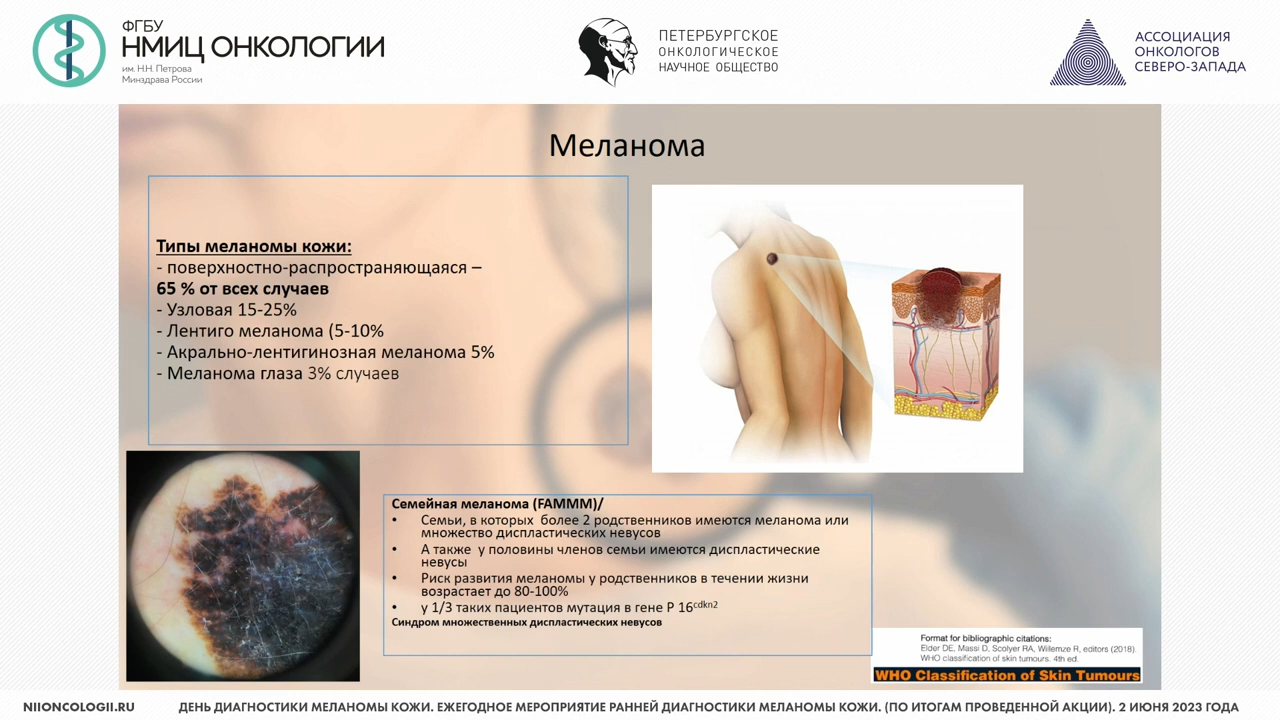 ФГБУ
НМИЦ ОНКОЛОГИИ
им. Н.Н. Петрова
Минздрава России
ПЕТЕРБУРГСКОЕ
ОНКОЛОГИЧЕСКОЕ
НАУЧНОЕ ОБЩЕСТВО
АССОЦИАЦИЯ
ОНКОЛОГОВ
СЕВЕРО-ЗАПАДА
Меланома
Типы меланомы кожи:
- поверхностно-распространяющаяся –
65 % от всех случаев
- Узловая 15-25%
- Лентиго меланома (5-10%
- Акрально-лентигинозная меланома 5%
- Меланома глаза 3% случаев
Семейная меланома (FAMMM)/
• Семьи, в которых более 2 родственников имеются меланома или
множество диспластических невусов
• А также у половины членов семьи имеются диспластические
невусы
• Риск развития меланомы у родственников в течении жизни
возрастает до 80-100%
• у 1/3 таких пациентов мутация в гене Р 16cdkn2
Синдром множественных диспластических невусов
Format for bibliographic citations:
Elder DE, Massi D, Scolyer RA, Willemze R, editors (2018).
WHO classification of skin tumours. 4th ed.
WHO Classification of Skin Tumours
NIIONCOLOGII.RU
ДЕНЬ ДИАГНОСТИКИ МЕЛАНОМЫ КОЖИ. ЕЖЕГОДНОЕ МЕРОПРИЯТИЕ РАННЕЙ ДИАГНОСТИКИ МЕЛАНОМЫ КОЖИ. (ПО ИТОГАМ ПРОВЕДЕННОЙ АКЦИИ). 2 ИЮНЯ 2023 ГОДА